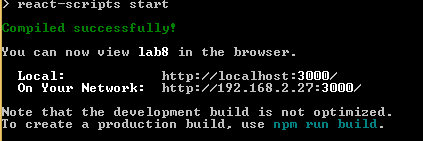 > react-scripts start
Compiled successfully!
You can now view lab8 in the browser.
Local: http://localhost:3000/
On Your Network: http://192.168.2.27:3000/
Note that the development build is not optimized.
To create a production build, use npm run build.